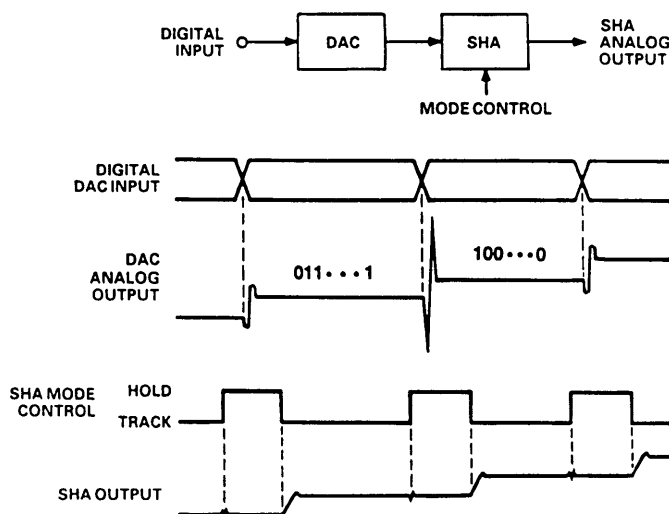 DIGITAL
INPUT
DAC
SHA
SHA
ANALOG
OUTPUT
MODE CONTROL
DIGITAL
DAC INPUT
DAC
ANALOG
OUTPUT
011 • • • 1
100 • • • 0
SHA MODE
CONTROL
HOLD
TRACK
SHA OUTPUT